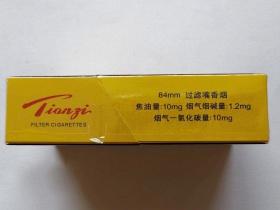 Tianzi
FILTER CIGARETTES
84mm 过滤嘴香烟
焦油量:10mg 烟气烟碱量:1.2mg
烟气一氧化碳量:10mg